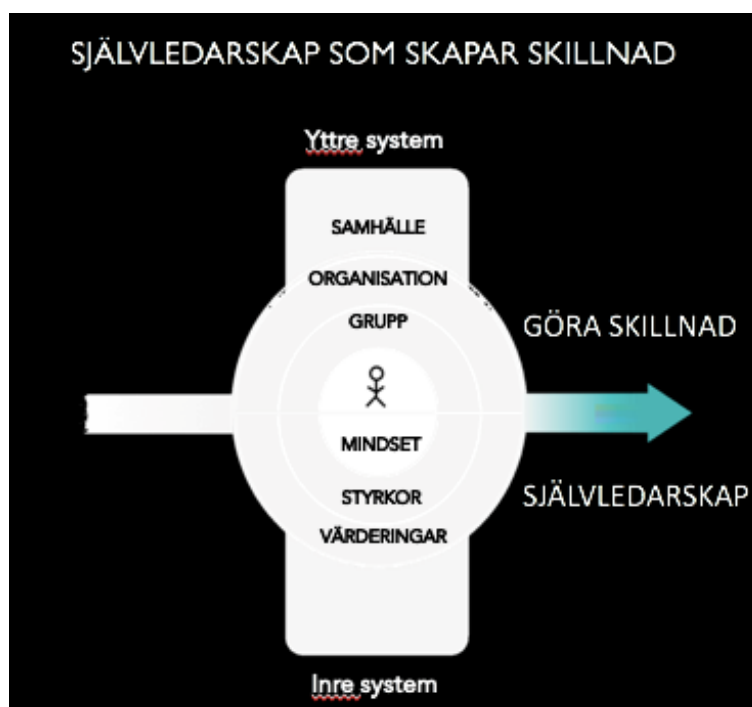 SJÄLVLEDARSKAP SOM SKAPAR SKILLNAD
Yttre system
SAMHÄLLE
ORGANISATION
GRUPP
GÖRA SKILLNAD
MINDSET
STYRKOR
SJÄLVLEDARSKAP
VÄRDERINGAR
Inre system